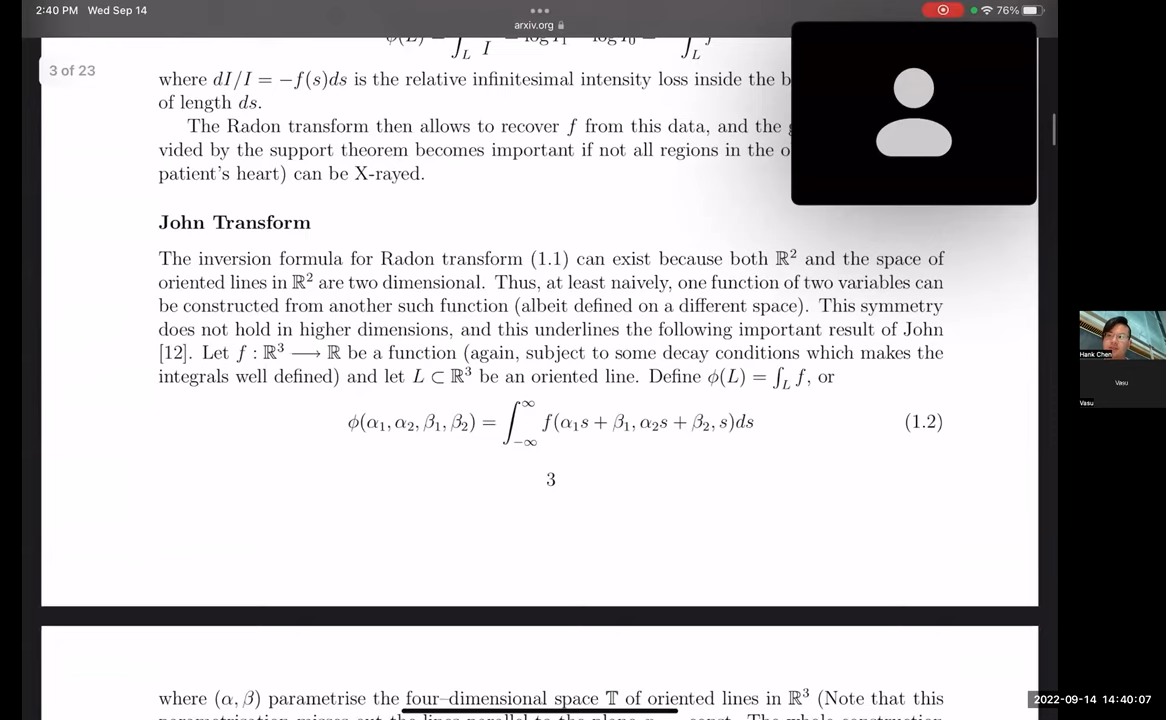 2:40 PM Wed Sep 14
76%
arxiv.org
3 of 23
where dI/I = −f(s)ds is the relative infinitesimal intensity loss inside the
of length ds.
The Radon transform then allows to recover f from this data, and the
vided by the support theorem becomes important if not all regions in the
patient's heart) can be X-rayed.
John Transform
The inversion formula for Radon transform (1.1) can exist because both ℝ² and the space of
oriented lines in ℝ² are two dimensional. Thus, at least naively, one function of two variables can
be constructed from another such function (albeit defined on a different space). This symmetry
does not hold in higher dimensions, and this underlines the following important result of John
[12]. Let f : ℝ³ ⟶ ℝ be a function (again, subject to some decay conditions which makes the
integrals well defined) and let L ⊂ ℝ³ be an oriented line. Define ϕ(L) = ∫_L f, or
ϕ(α₁, α₂, β₁, β₂) = ∫_{−∞}^{∞} f(α₁s + β₁, α₂s + β₂, s)ds (1.2)
3
where (α, β) parametrise the four–dimensional space 𝕋 of oriented lines in ℝ³ (Note that this
Hank Chen
Vasu
Vasu
2022-09-14 14:40:07